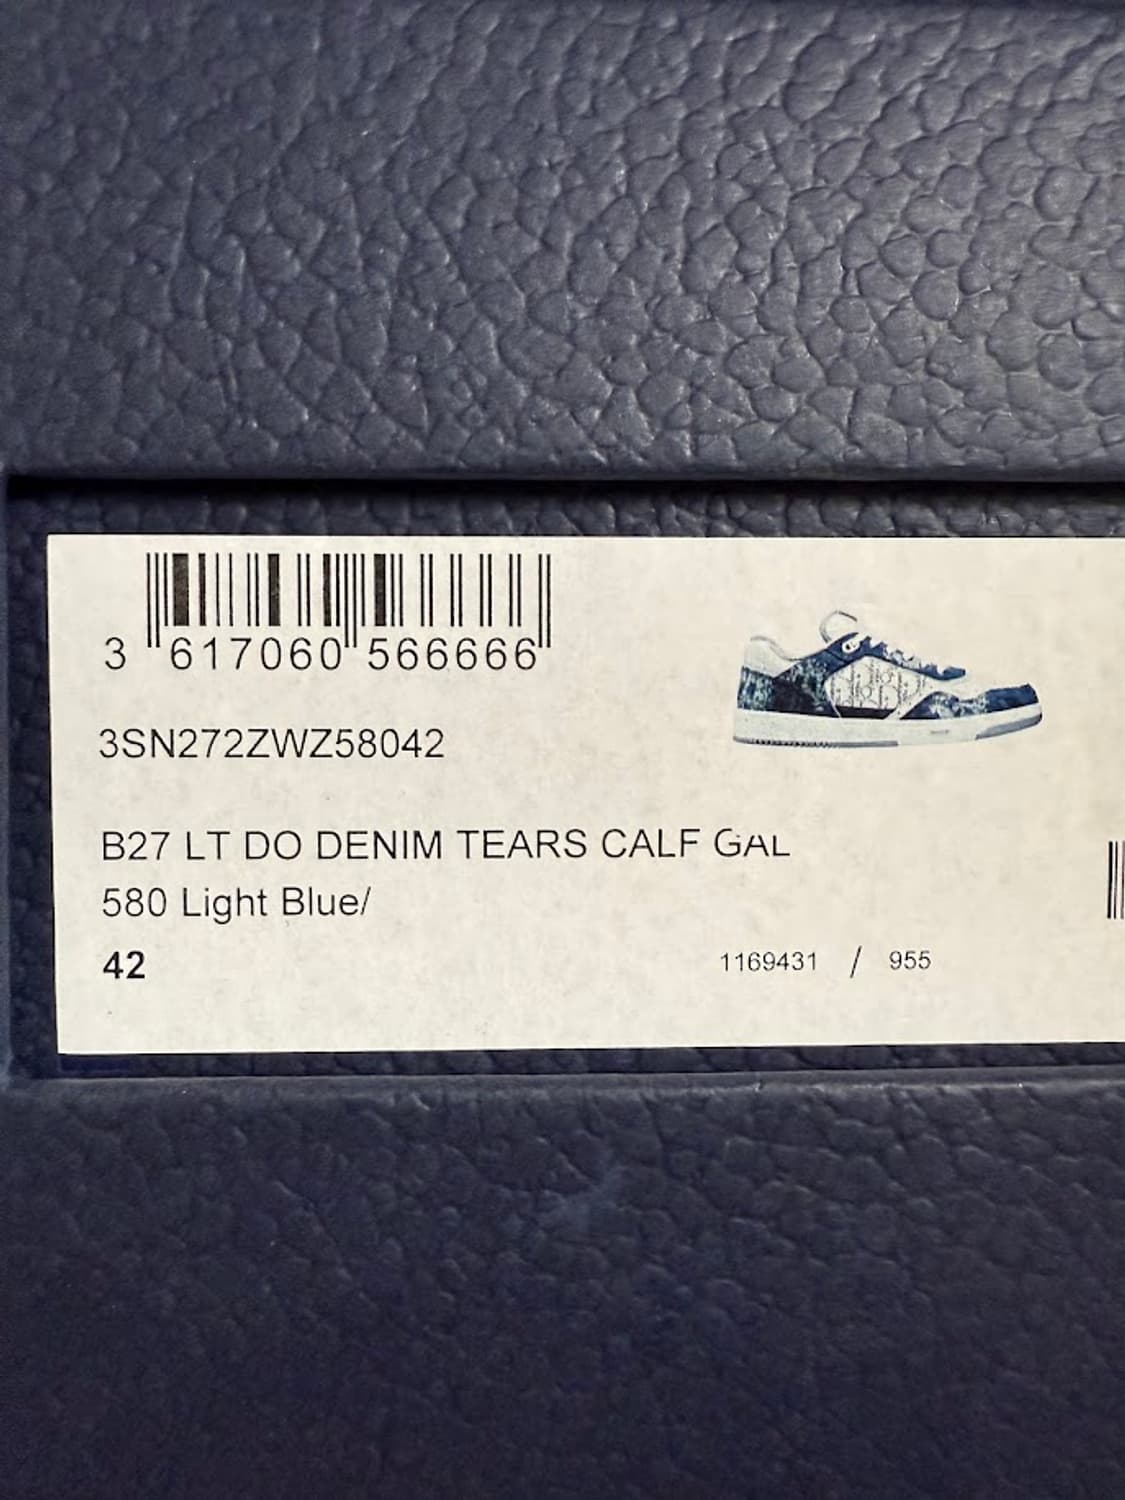 3 617060 566666
3SN272ZWZ58042
B27 LT DO DENIM TEARS CALF GAL
580 Light Blue/
42
1169431 / 955